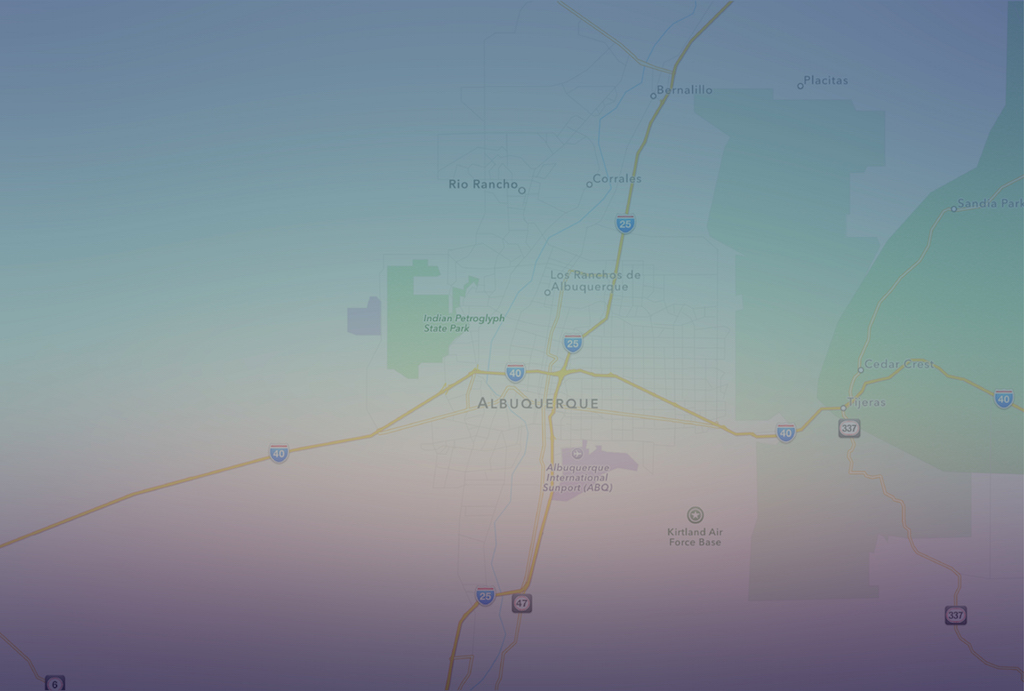 Placitas
Bernalillo
Corrales
Rio Rancho
Sandia Park
25
Los Ranchos de
Albuquerque
Indian Petroglyph
State Park
25
40
Cedar Crest
40
Albuquerque
Tijeras
337
40
40
Albuquerque
International
Sunport (ABQ)
Kirtland Air
Force Base
25
47
337
6